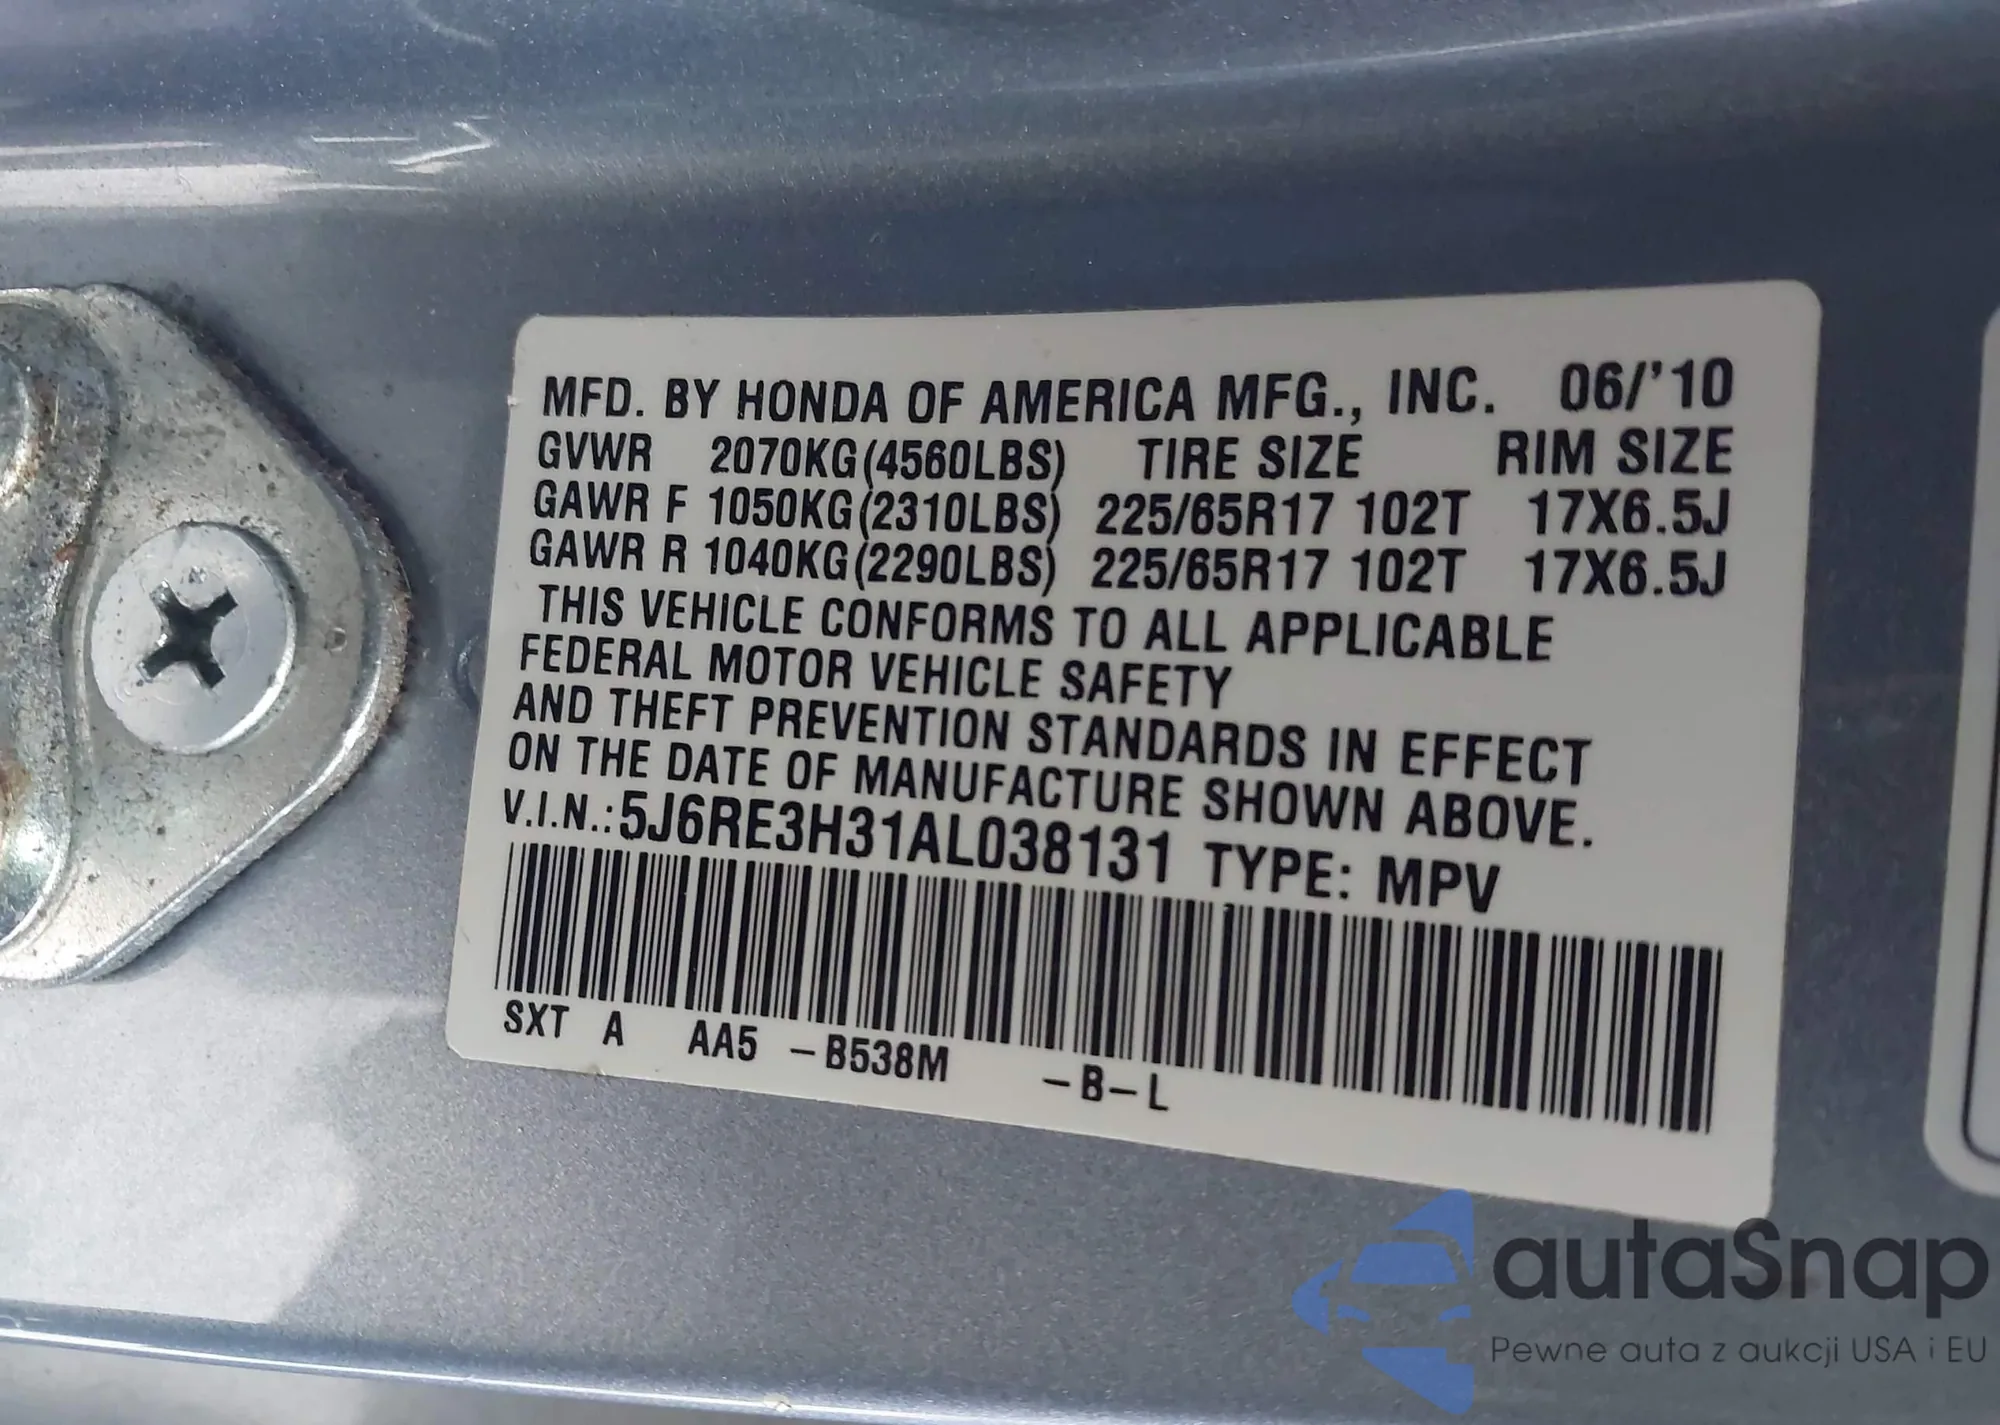 MFD. BY HONDA OF AMERICA MFG., INC. 06/'10
GVWR 2070KG(4560LBS) TIRE SIZE RIM SIZE
GAWR F 1050KG(2310LBS) 225/65R17 102T 17X6.5J
GAWR R 1040KG(2290LBS) 225/65R17 102T 17X6.5J
THIS VEHICLE CONFORMS TO ALL APPLICABLE
FEDERAL MOTOR VEHICLE SAFETY
AND THEFT PREVENTION STANDARDS IN EFFECT
ON THE DATE OF MANUFACTURE SHOWN ABOVE.
V.I.N.:5J6RE3H31AL038131 TYPE: MPV
SXT A AA5 -B538M -B-L
autaSnap
Pewne auta z aukcji USA i EU